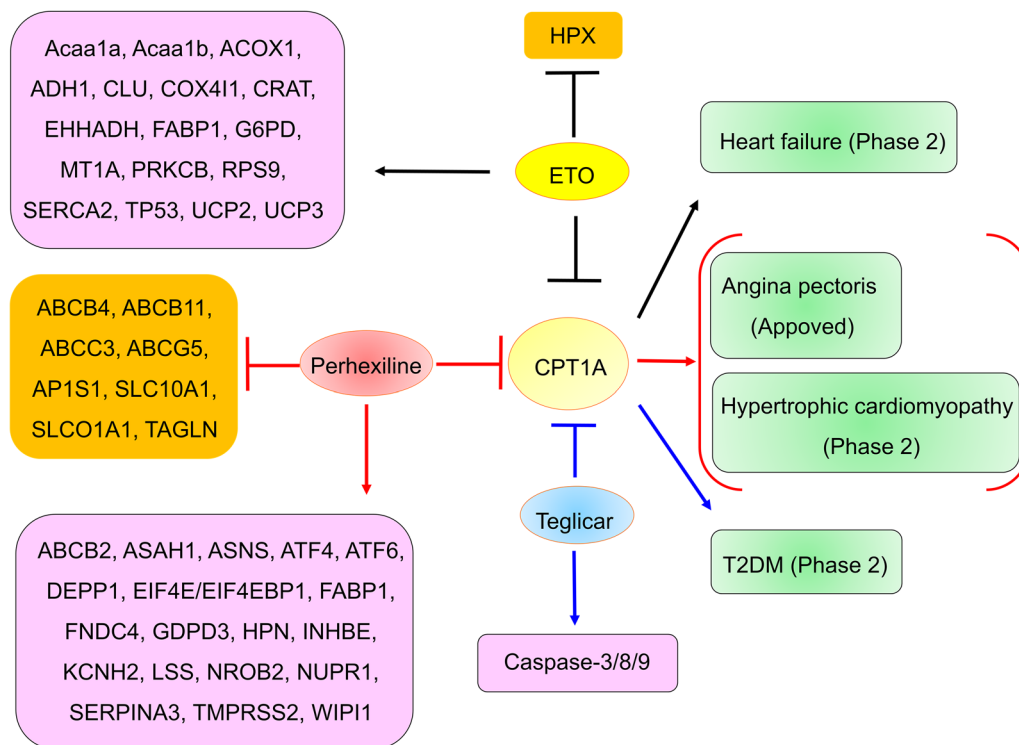 Acaa1a, Acaa1b, ACOX1,
ADH1, CLU, COX4I1, CRAT,
EHHADH, FABP1, G6PD,
MT1A, PRKCB, RPS9,
SERCA2, TP53, UCP2, UCP3
HPX
ETO
Heart failure (Phase 2)
ABCB4, ABCB11,
ABCC3, ABCG5,
AP1S1, SLC10A1,
SLCO1A1, TAGLN
Perhexiline
CPT1A
Angina pectoris
(Appoved)
Hypertrophic cardiomyopathy
(Phase 2)
Teglicar
T2DM (Phase 2)
ABCB2, ASAH1, ASNS, ATF4, ATF6,
DEPP1, EIF4E/EIF4EBP1, FABP1,
FNDC4, GDPD3, HPN, INHBE,
KCNH2, LSS, NROB2, NUPR1,
SERPINA3, TMPRSS2, WIPI1
Caspase-3/8/9